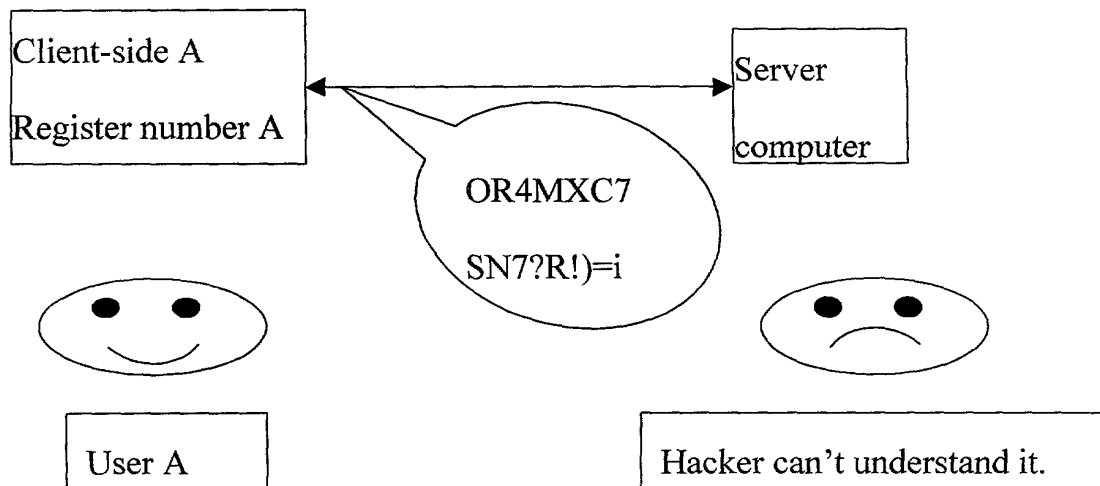 Client-side A
Register number A
Server
computer
OR4MXC7
SN7?R!)=i
User A
Hacker can't understand it.